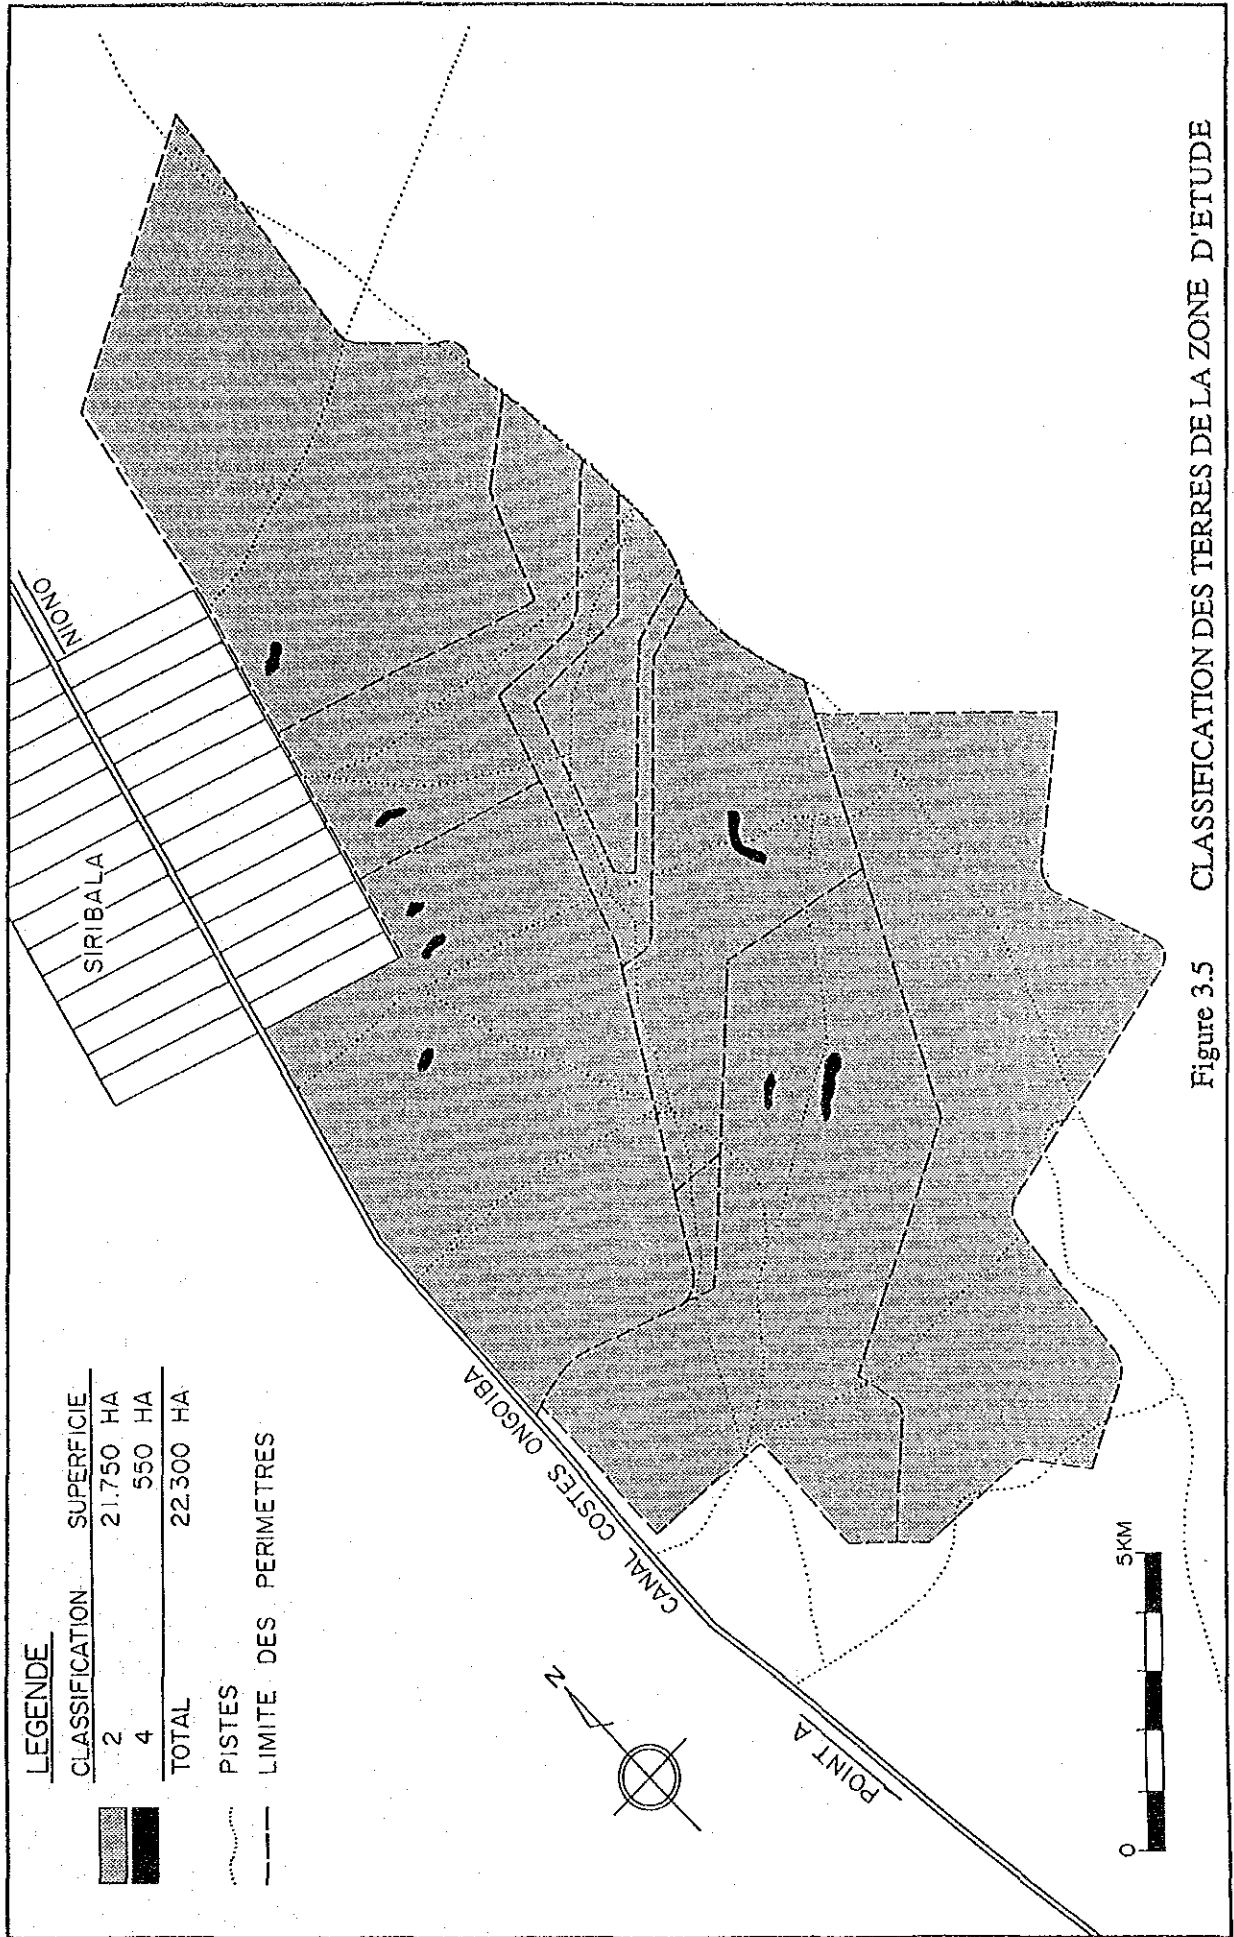 LEGENDE
CLASSIFICATION SUPERFICIE
2 21.750 HA
4 550 HA
TOTAL 22.300 HA
PISTES
LIMITE DES PERIMETRES
NIONO
SIRIBALA
CANAL COSTES ONGOIBA
N
POINT A
0 5KM
Figure 3.5 CLASSIFICATION DES TERRES DE LA ZONE D'ETUDE